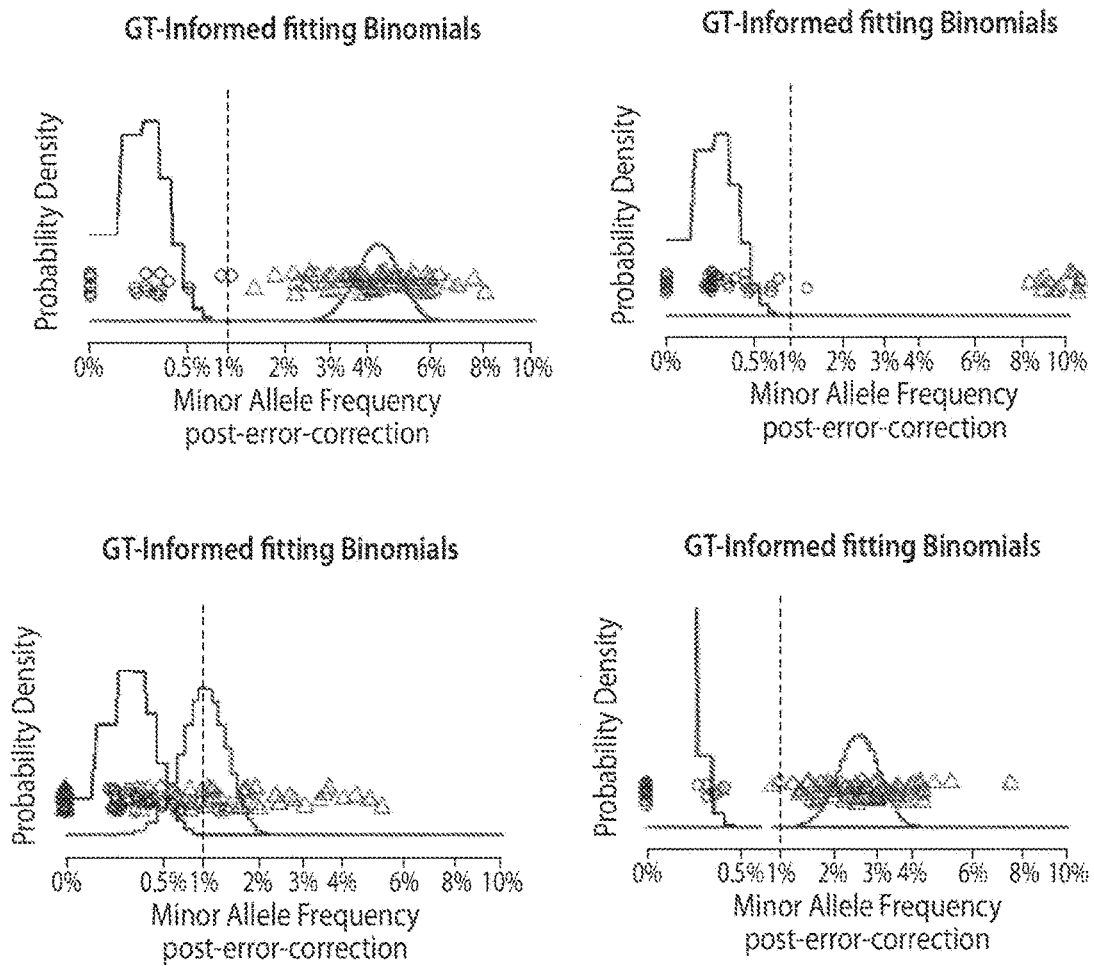 GT-Informed fitting Binomials
Probability Density
0% 0.5% 1% 2% 3% 4% 6% 8% 10%
Minor Allele Frequency
post-error-correction
GT-Informed fitting Binomials
Probability Density
0% 0.5% 1% 2% 3% 4% 6% 8% 10%
Minor Allele Frequency
post-error-correction
GT-Informed fitting Binomials
Probability Density
0% 0.5% 1% 2% 3% 4% 6% 8% 10%
Minor Allele Frequency
post-error-correction
GT-Informed fitting Binomials
Probability Density
0% 0.5% 1% 2% 3% 4% 6% 8% 10%
Minor Allele Frequency
post-error-correction